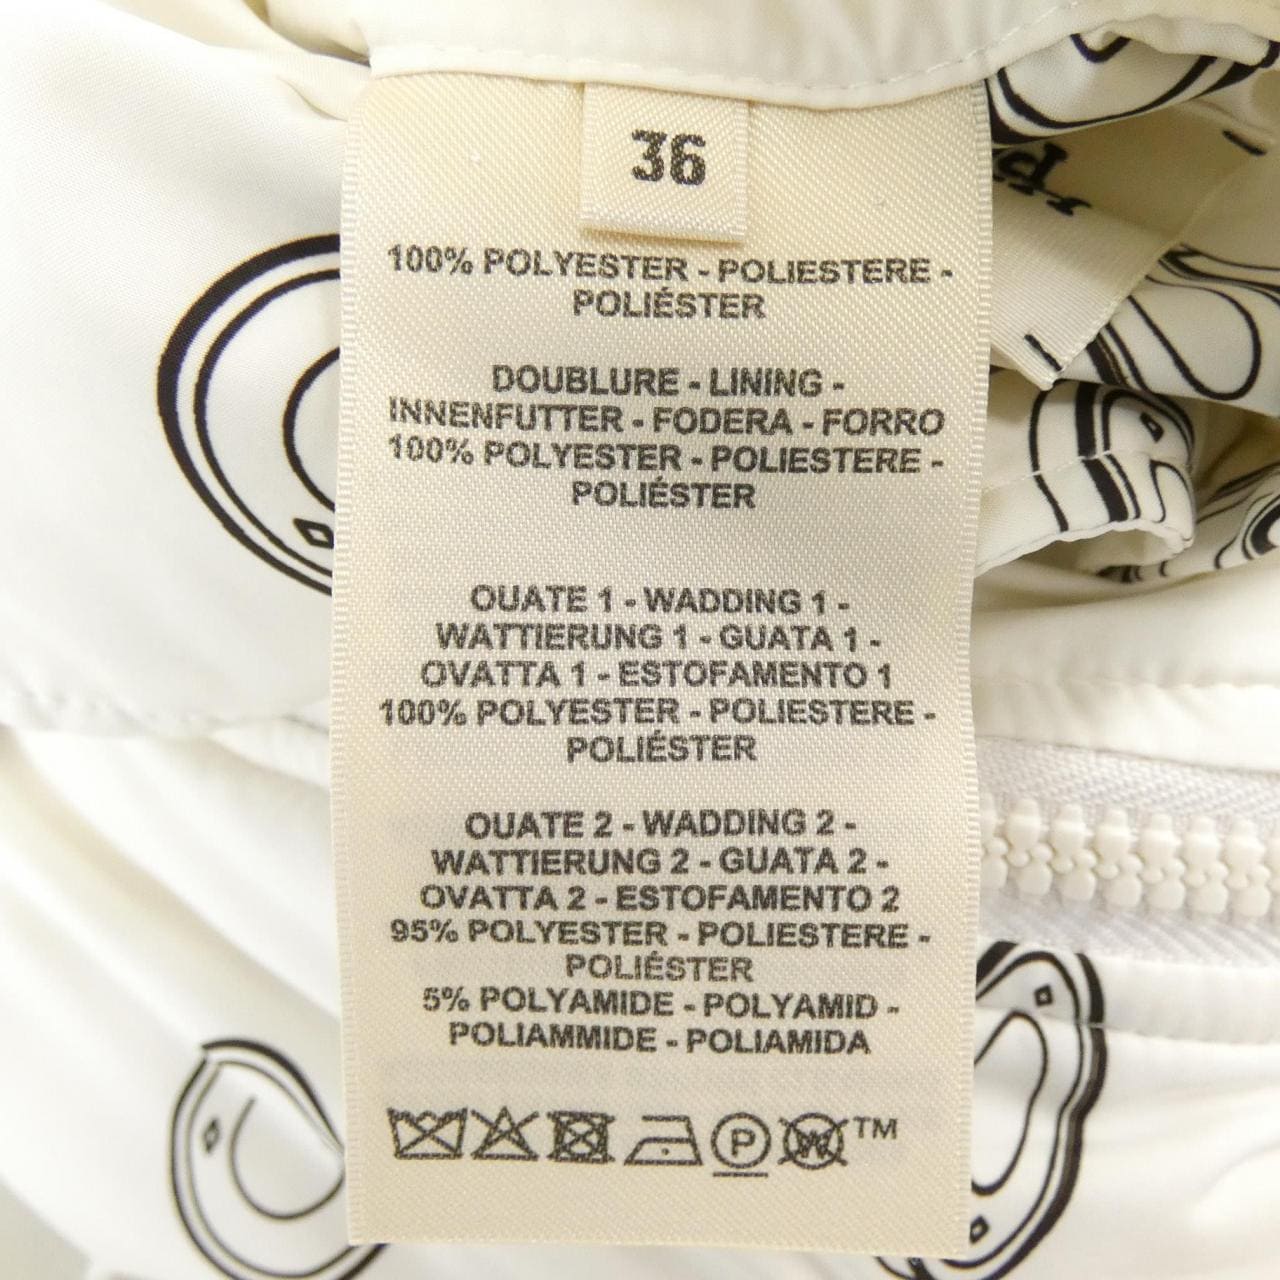 36
100% POLYESTER - POLIESTERE -
POLIÉSTER
DOUBLURE - LINING -
INNENFUTTER - FODERA - FORRO
100% POLYESTER - POLIESTERE -
POLIÉSTER
OUATE 1 - WADDING 1 -
WATTIERUNG 1 - GUATA 1 -
OVATTA 1 - ESTOFAMENTO 1
100% POLYESTER - POLIESTERE -
POLIÉSTER
OUATE 2 - WADDING 2 -
WATTIERUNG 2 - GUATA 2 -
OVATTA 2 - ESTOFAMENTO 2
95% POLYESTER - POLIESTERE -
POLIÉSTER
5% POLYAMIDE - POLYAMID -
POLIAMMIDE - POLIAMIDA
P W TM